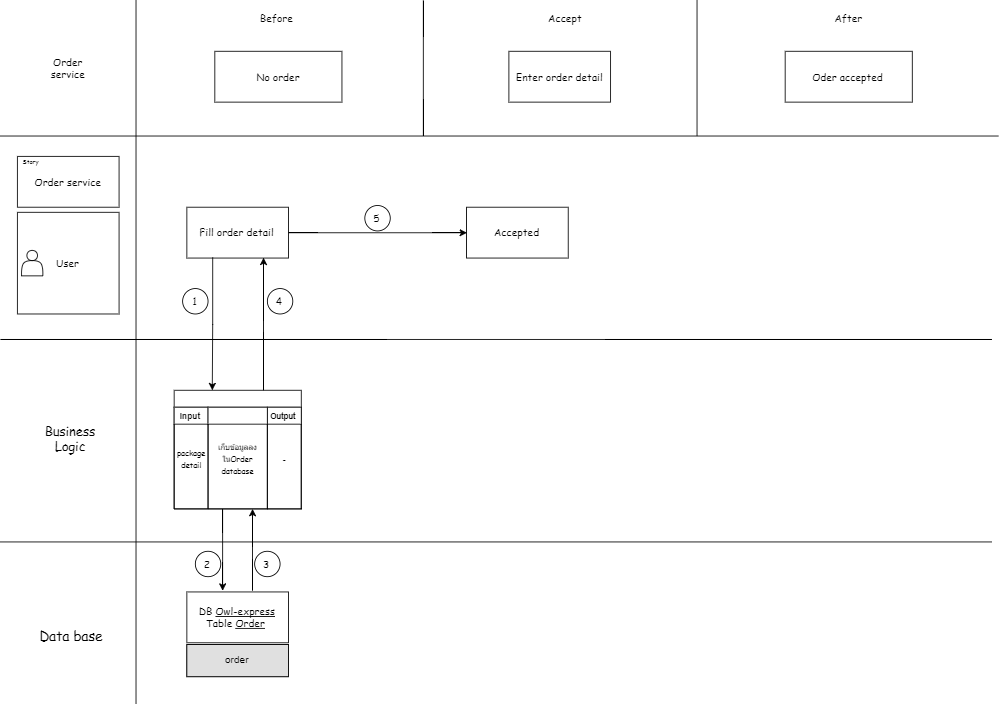 Before
Accept
After
Order
service
No order
Enter order detail
Oder accepted
Story
Order service
User
Fill order detail
5
Accepted
1
4
Business
Logic
Input
Output
package
detail
เก็บข้อมูลลง
ในOrder
database
-
2
3
Data base
DB Owl-express
Table Order
order